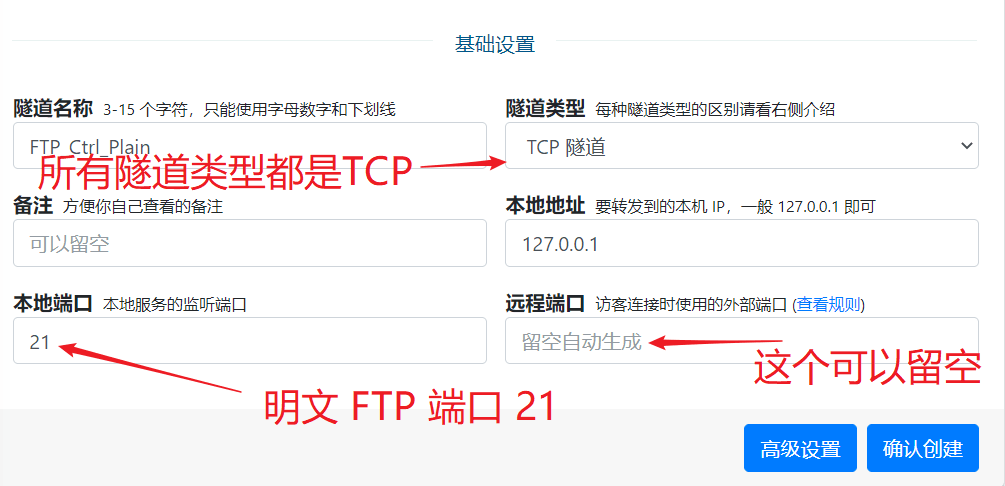 基础设置
隧道名称 3-15 个字符，只能使用字母数字和下划线
隧道类型 每种隧道类型的区别请看右侧介绍
FTP_Ctrl_Plain
TCP 隧道
所有隧道类型都是TCP
备注 方便你自己查看的备注
本地地址 要转发到的本机 IP，一般 127.0.0.1 即可
可以留空
127.0.0.1
本地端口 本地服务的监听端口
远程端口 访客连接时使用的外部端口 (查看规则)
21
留空自动生成
这个可以留空
明文 FTP 端口 21
高级设置
确认创建